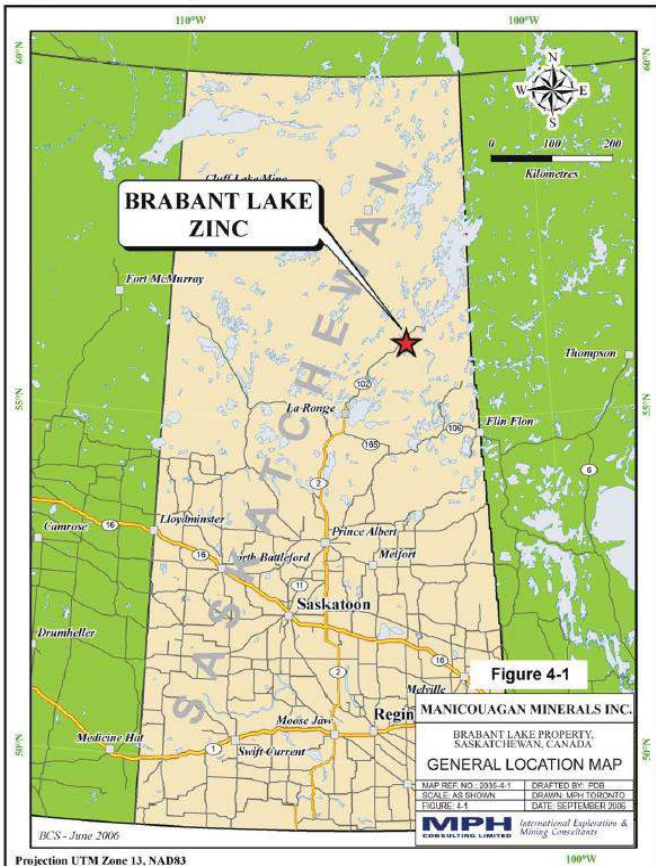 110°W
100°W
60°N
60°N
N
W E
S
0 100 200
Kilometres
Cluff Lake Mine
BRABANT LAKE
ZINC
SASKATCHEWAN
Fort McMurray
Thompson
102
55°N
55°N
La Ronge
Flin Flon
106
165
6
2
16
Lloydminster
Camrose
Prince Albert
16
North Battleford
Melfort
11
Saskatoon
Drumheller
16
2
Figure 4-1
Melville
MANICOUAGAN MINERALS INC.
Moose Jaw
Regin
BRABANT LAKE PROPERTY,
SASKATCHEWAN, CANADA
Medicine Hat
50°N
1
Swift Current
50°N
GENERAL LOCATION MAP
MAP REF. NO.: 2035-4-1 DRAFTED BY: PDB
SCALE: AS SHOWN DRAWN: MPH TORONTO
FIGURE: 4-1 DATE: SEPTEMBER 2006
MPH
CONSULTING LIMITED
International Exploration &
Mining Consultants
BCS - June 2006
Projection UTM Zone 13, NAD83
100°W